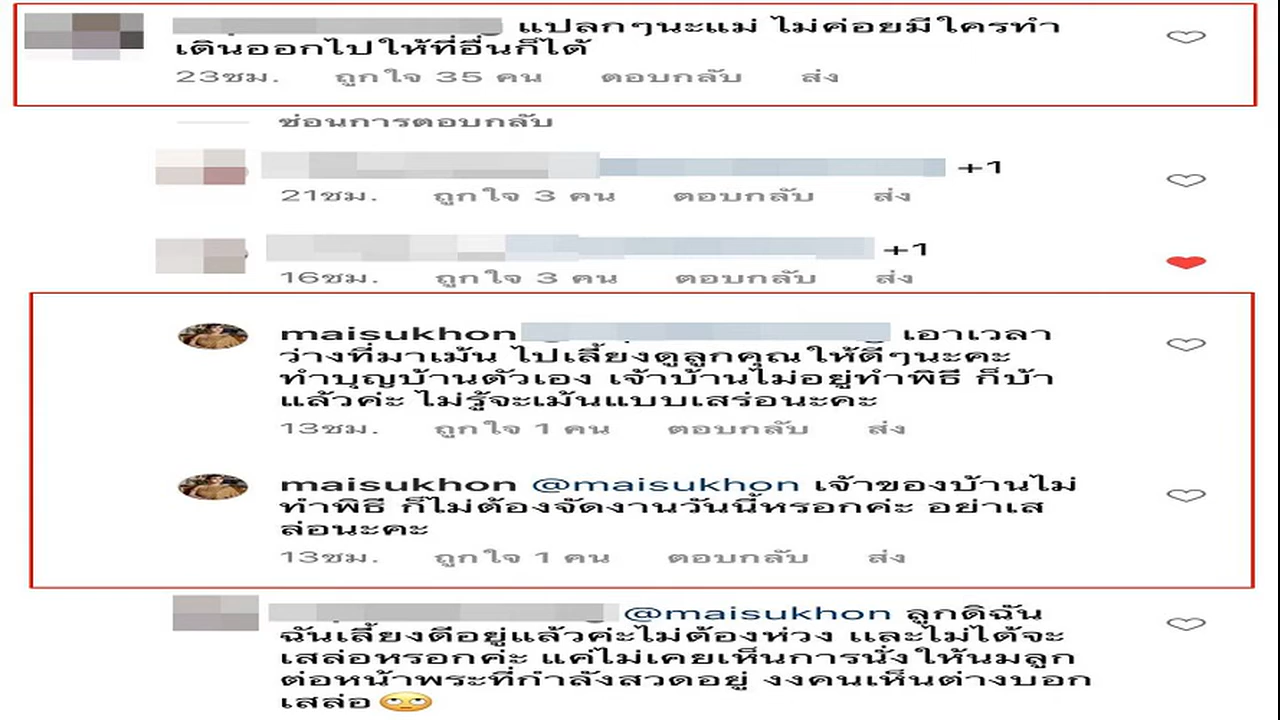 แปลกๆนะแม่ ไม่ค่อยมีใครทำ
เดินออกไปให้ที่อื่นก็ได้
23ชม. ถูกใจ 35 คน ตอบกลับ ส่ง
ซ่อนการตอบกลับ
+1
21ชม. ถูกใจ 3 คน ตอบกลับ ส่ง
+1
16ชม. ถูกใจ 3 คน ตอบกลับ ส่ง
maisukhon เอาเวลา
ว่างที่มาเม้น ไปเลี้ยงดูลูกคุณให้ดีๆนะคะ
ทำบุญบ้านตัวเอง เจ้าบ้านไม่อยู่ทำพิธี ก็บ้า
แล้วค่ะ ไม่รู้จะเม้นแบบเสร่อนะคะ
13ชม. ถูกใจ 1 คน ตอบกลับ ส่ง
maisukhon @maisukhon เจ้าของบ้านไม่
ทำพิธี ก็ไม่ต้องจัดงานวันนี้หรอกค่ะ อย่าเส
ล่อนะคะ
13ชม. ถูกใจ 1 คน ตอบกลับ ส่ง
@maisukhon ลูกดิฉัน
ฉันเลี้ยงดีอยู่แล้วค่ะไม่ต้องห่วง และไม่ได้จะ
เสล่อหรอกค่ะ แค่ไม่เคยเห็นการนั่งให้นมลูก
ต่อหน้าพระที่กำลังสวดอยู่ งงคนเห็นต่างบอก
เสล่อ🙄